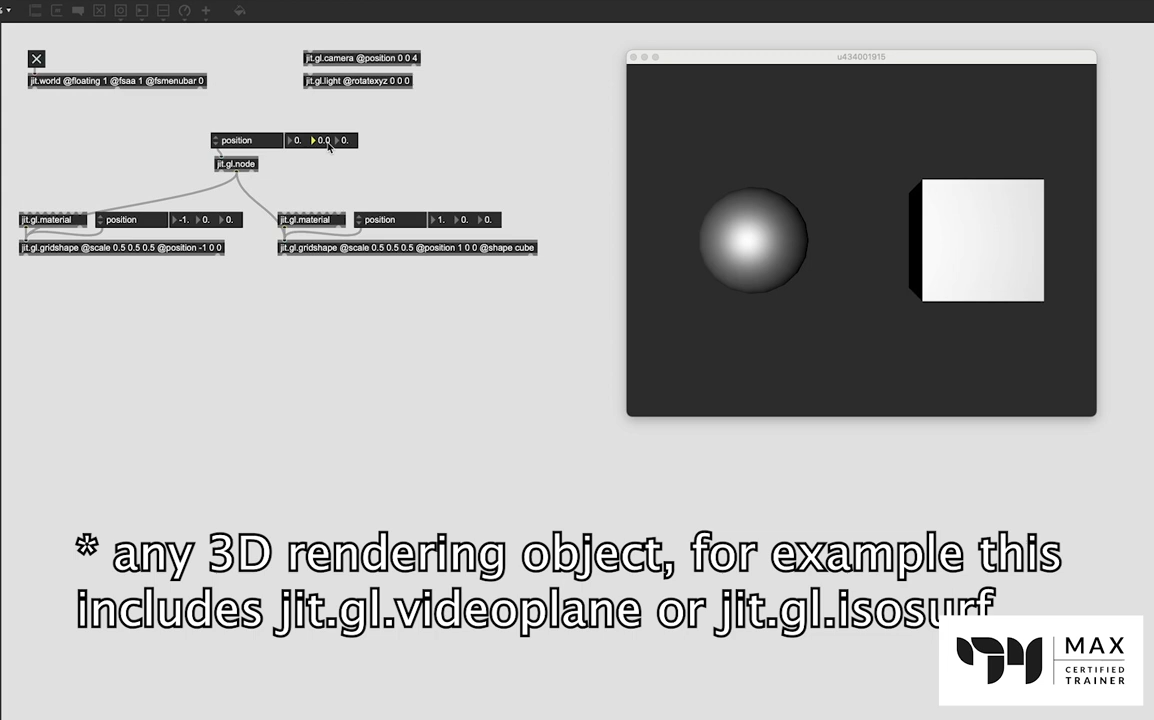 jit.gl.camera @position 0 0 4
u434001915
jit.world @floating 1 @fsaa 1 @fsmenubar 0
jit.gl.light @rotatexyz 0 0 0
position 0. 0.0 0.
jit.gl.node
jit.gl.material position -1. 0. 0.
jit.gl.material position 1. 0. 0.
jit.gl.gridshape @scale 0.5 0.5 0.5 @position -1 0 0
jit.gl.gridshape @scale 0.5 0.5 0.5 @position 1 0 0 @shape cube
* any 3D rendering object, for example this
includes jit.gl.videoplane or jit.gl.isosurf
MAX
CERTIFIED
TRAINER